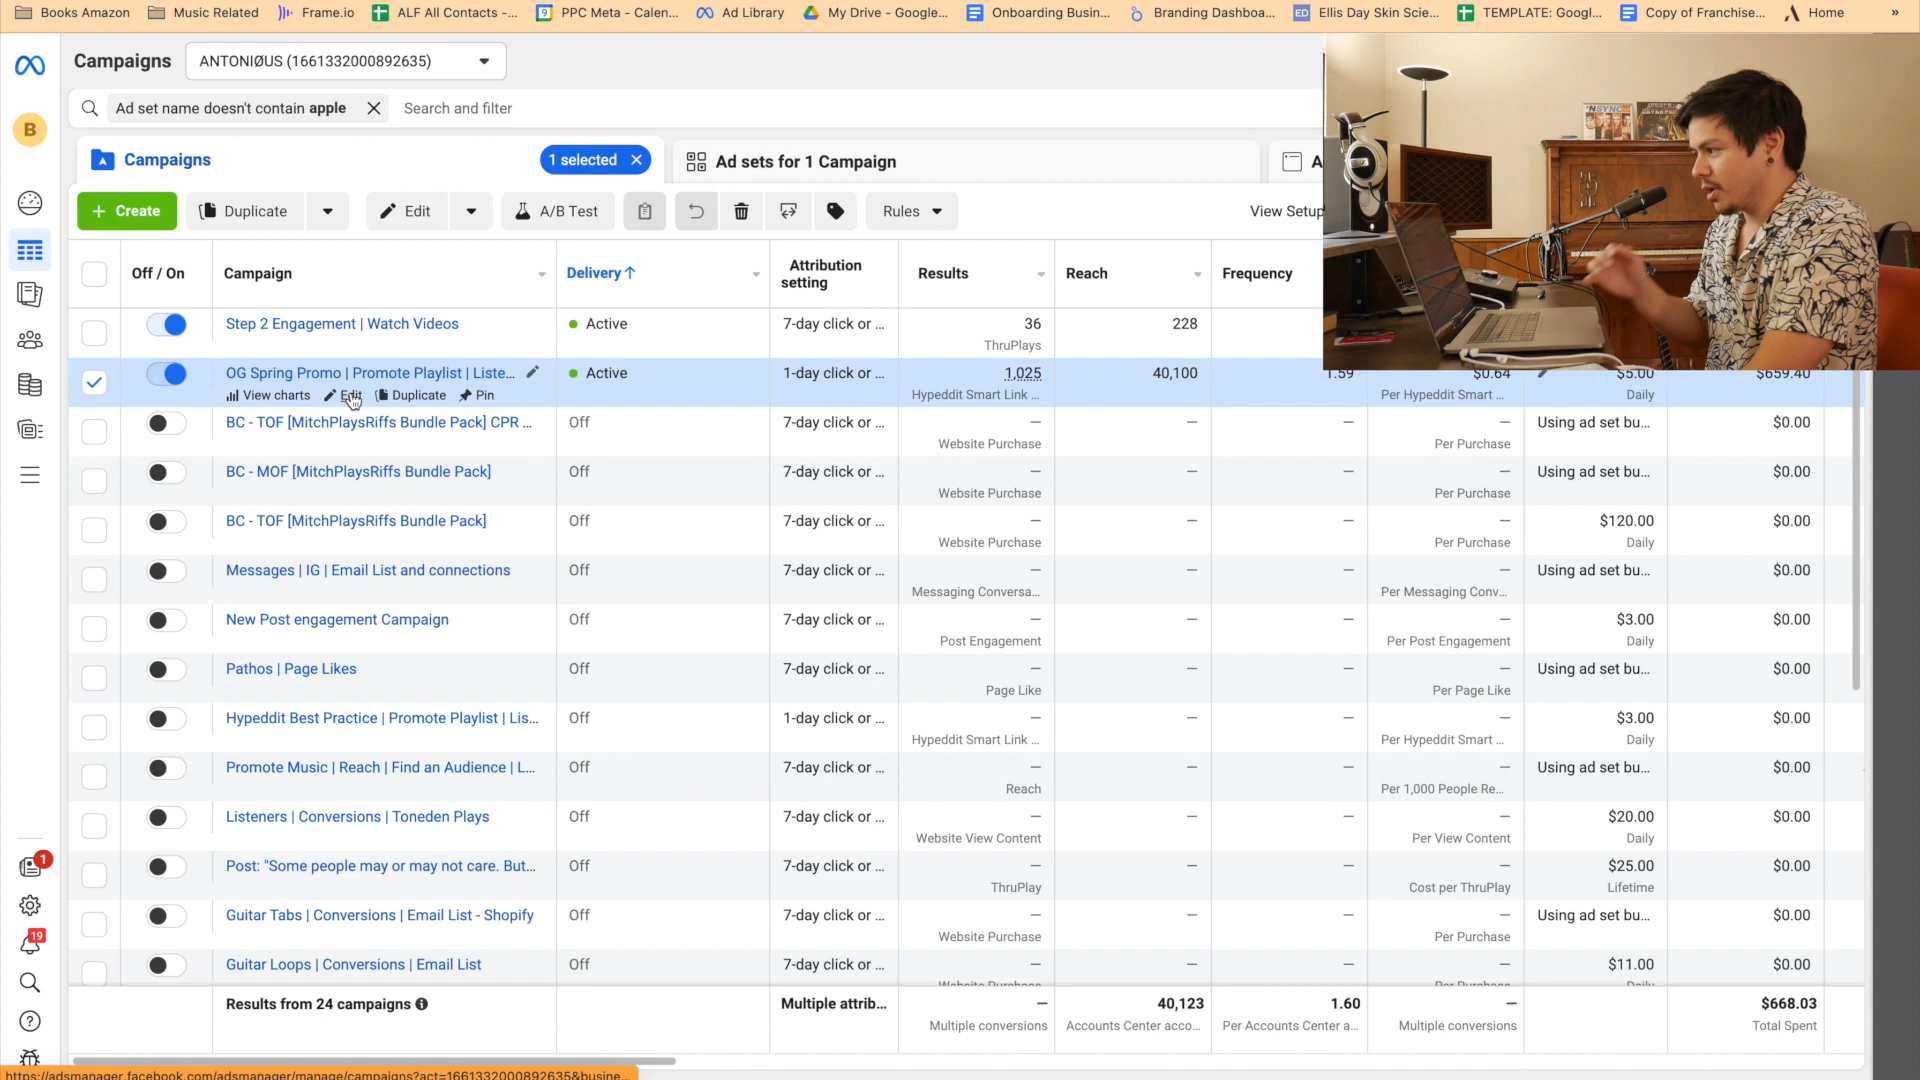 Books Amazon Music Related Frame.io ALF All Contacts -... PPC Meta - Calen... Ad Library My Drive - Google... Onboarding Busin... Branding Dashboa... Ellis Day Skin Scie... TEMPLATE: Googl... Copy of Franchise... Home »
Campaigns ANTONIØUS (1661332000892635)
Ad set name doesn't contain apple Search and filter
B
Campaigns 1 selected Ad sets for 1 Campaign A
+ Create Duplicate Edit A/B Test Rules View Setup
Off / On Campaign Delivery ↑ Attribution setting Results Reach Frequency
Step 2 Engagement | Watch Videos Active 7-day click or ... 36 228
ThruPlays
OG Spring Promo | Promote Playlist | Liste... Active 1-day click or ... 1,025 40,100 1.59 $0.64 $5.00 $659.40
View charts Edit Duplicate Pin Hypeddit Smart Link ... Per Hypeddit Smart ... Daily
BC - TOF [MitchPlaysRiffs Bundle Pack] CPR ... Off 7-day click or ... — — — — Using ad set bu... $0.00
Website Purchase Per Purchase
BC - MOF [MitchPlaysRiffs Bundle Pack] Off 7-day click or ... — — — — Using ad set bu... $0.00
Website Purchase Per Purchase
BC - TOF [MitchPlaysRiffs Bundle Pack] Off 7-day click or ... — — — — $120.00 $0.00
Website Purchase Per Purchase Daily
Messages | IG | Email List and connections Off 7-day click or ... — — — — Using ad set bu... $0.00
Messaging Conversa... Per Messaging Conv...
New Post engagement Campaign Off 7-day click or ... — — — — $3.00 $0.00
Post Engagement Per Post Engagement Daily
Pathos | Page Likes Off 7-day click or ... — — — — Using ad set bu... $0.00
Page Like Per Page Like
Hypeddit Best Practice | Promote Playlist | Lis... Off 1-day click or ... — — — — $3.00 $0.00
Hypeddit Smart Link ... Per Hypeddit Smart ... Daily
Promote Music | Reach | Find an Audience | L... Off 7-day click or ... — — — — Using ad set bu... $0.00
Reach Per 1,000 People Re...
Listeners | Conversions | Toneden Plays Off 7-day click or ... — — — — $20.00 $0.00
Website View Content Per View Content Daily
1 Post: "Some people may or may not care. But... Off 7-day click or ... — — — — $25.00 $0.00
ThruPlay Cost per ThruPlay Lifetime
Guitar Tabs | Conversions | Email List - Shopify Off 7-day click or ... — — — — Using ad set bu... $0.00
19 Website Purchase Per Purchase
Guitar Loops | Conversions | Email List Off 7-day click or ... — — — — $11.00 $0.00
Website Purchase Per Purchase Daily
Results from 24 campaigns Multiple attrib... — 40,123 1.60 — $668.03
Multiple conversions Accounts Center acco... Per Accounts Center a... Multiple conversions Total Spent
https://adsmanager.facebook.com/adsmanager/manage/campaigns?act=1661332000892635&busine...
*NSYNC